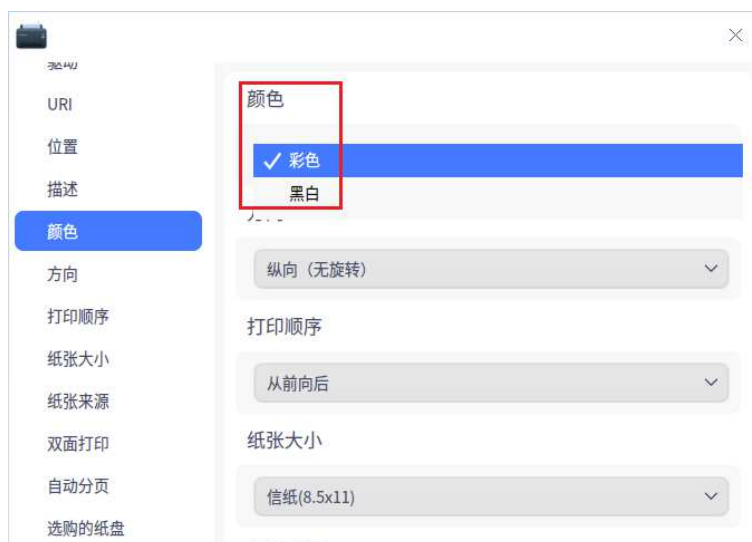 驱动
URI
位置
描述
颜色
方向
打印顺序
纸张大小
纸张来源
双面打印
自动分页
选购的纸盘
颜色
彩色
黑白
纵向（无旋转）
打印顺序
从前向后
纸张大小
信纸(8.5x11)